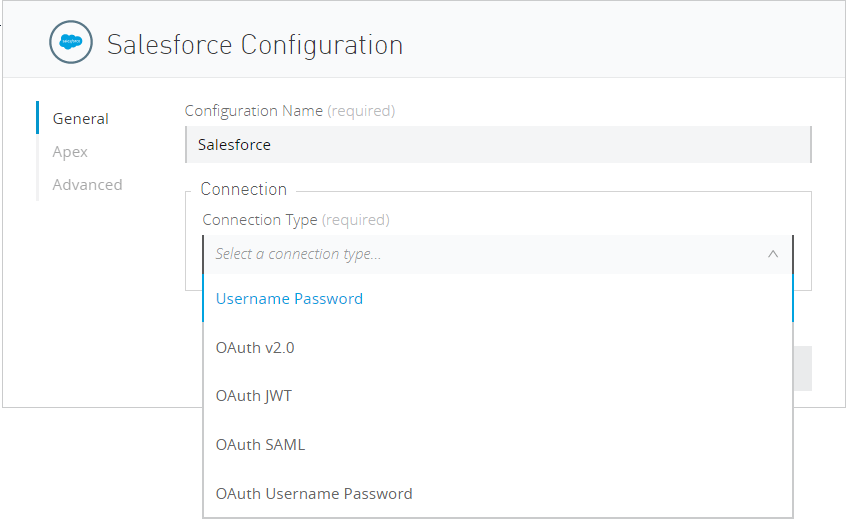 salesforce
Salesforce Configuration
General
Apex
Advanced
Configuration Name (required)
Salesforce
Connection
Connection Type (required)
Select a connection type...
Username Password
OAuth v2.0
OAuth JWT
OAuth SAML
OAuth Username Password